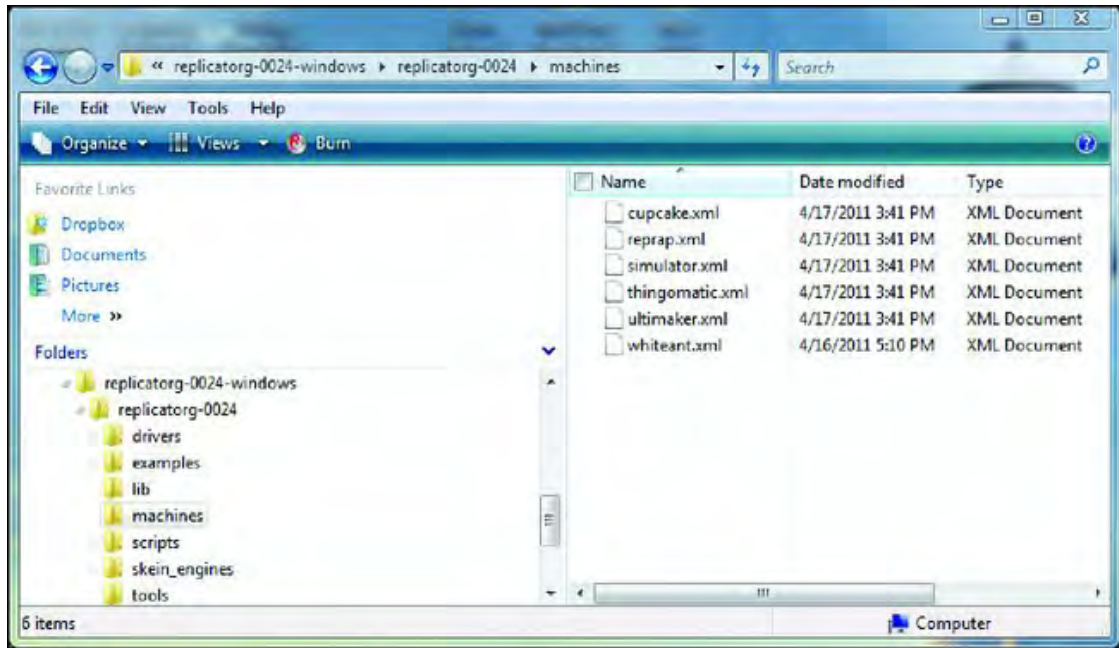 « replicatorg-0024-windows ▸ replicatorg-0024 ▸ machines Search
File Edit View Tools Help
Organize Views Burn
Favorite Links
Dropbox
Documents
Pictures
More »
Folders
replicatorg-0024-windows
replicatorg-0024
drivers
examples
lib
machines
scripts
skein_engines
tools
Name Date modified Type
cupcake.xml 4/17/2011 3:41 PM XML Document
reprap.xml 4/17/2011 3:41 PM XML Document
simulator.xml 4/17/2011 3:41 PM XML Document
thingomatic.xml 4/17/2011 3:41 PM XML Document
ultimaker.xml 4/17/2011 3:41 PM XML Document
whiteant.xml 4/16/2011 5:10 PM XML Document
6 items Computer